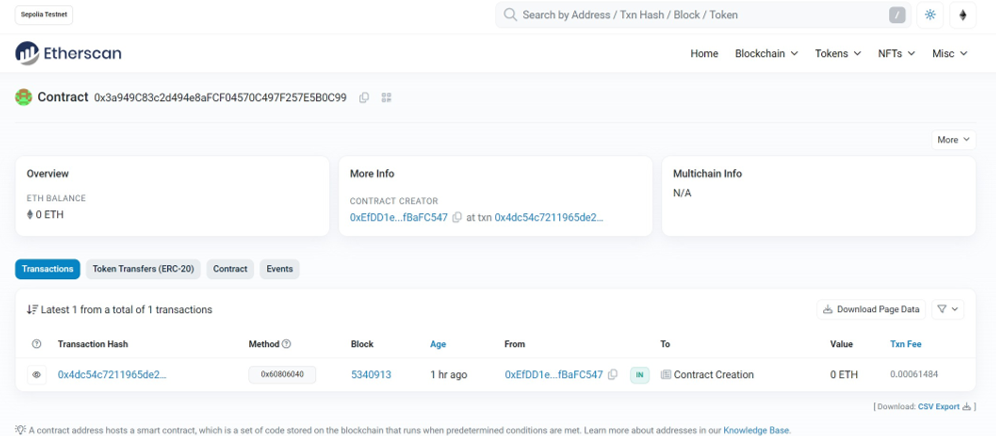 Sepolia Testnet
Search by Address / Txn Hash / Block / Token /
Etherscan
Home Blockchain Tokens NFTs Misc
Contract 0x3a949C83c2d494e8aFCF04570C497F257E5B0C99
More
Overview
ETH BALANCE
0 ETH
More Info
CONTRACT CREATOR
0xEfDD1e...fBaFC547 at txn 0x4dc54c7211965de2...
Multichain Info
N/A
Transactions Token Transfers (ERC-20) Contract Events
Latest 1 from a total of 1 transactions Download Page Data
Transaction Hash Method Block Age From To Value Txn Fee
0x4dc54c7211965de2... 0x60806040 5340913 1 hr ago 0xEfDD1e...fBaFC547 IN Contract Creation 0 ETH 0.00061484
[ Download: CSV Export ]
A contract address hosts a smart contract, which is a set of code stored on the blockchain that runs when predetermined conditions are met. Learn more about addresses in our Knowledge Base.